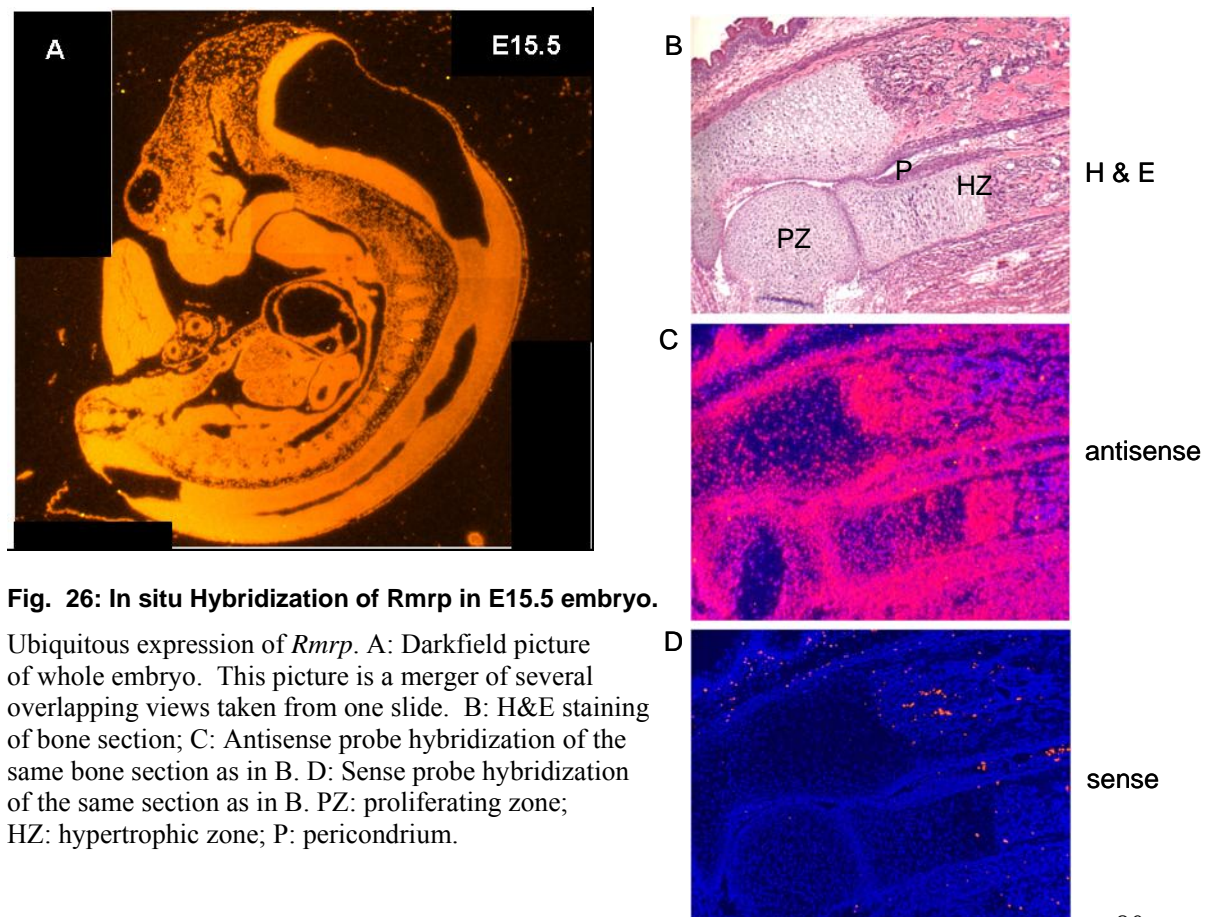 A
E15.5
Fig. 26: In situ Hybridization of Rmrp in E15.5 embryo.
Ubiquitous expression of Rmrp. A: Darkfield picture
of whole embryo. This picture is a merger of several
overlapping views taken from one slide. B: H&E staining
of bone section; C: Antisense probe hybridization of the
same bone section as in B. D: Sense probe hybridization
of the same section as in B. PZ: proliferating zone;
HZ: hypertrophic zone; P: pericondrium.
B
P
HZ
PZ
H & E
C
antisense
D
sense